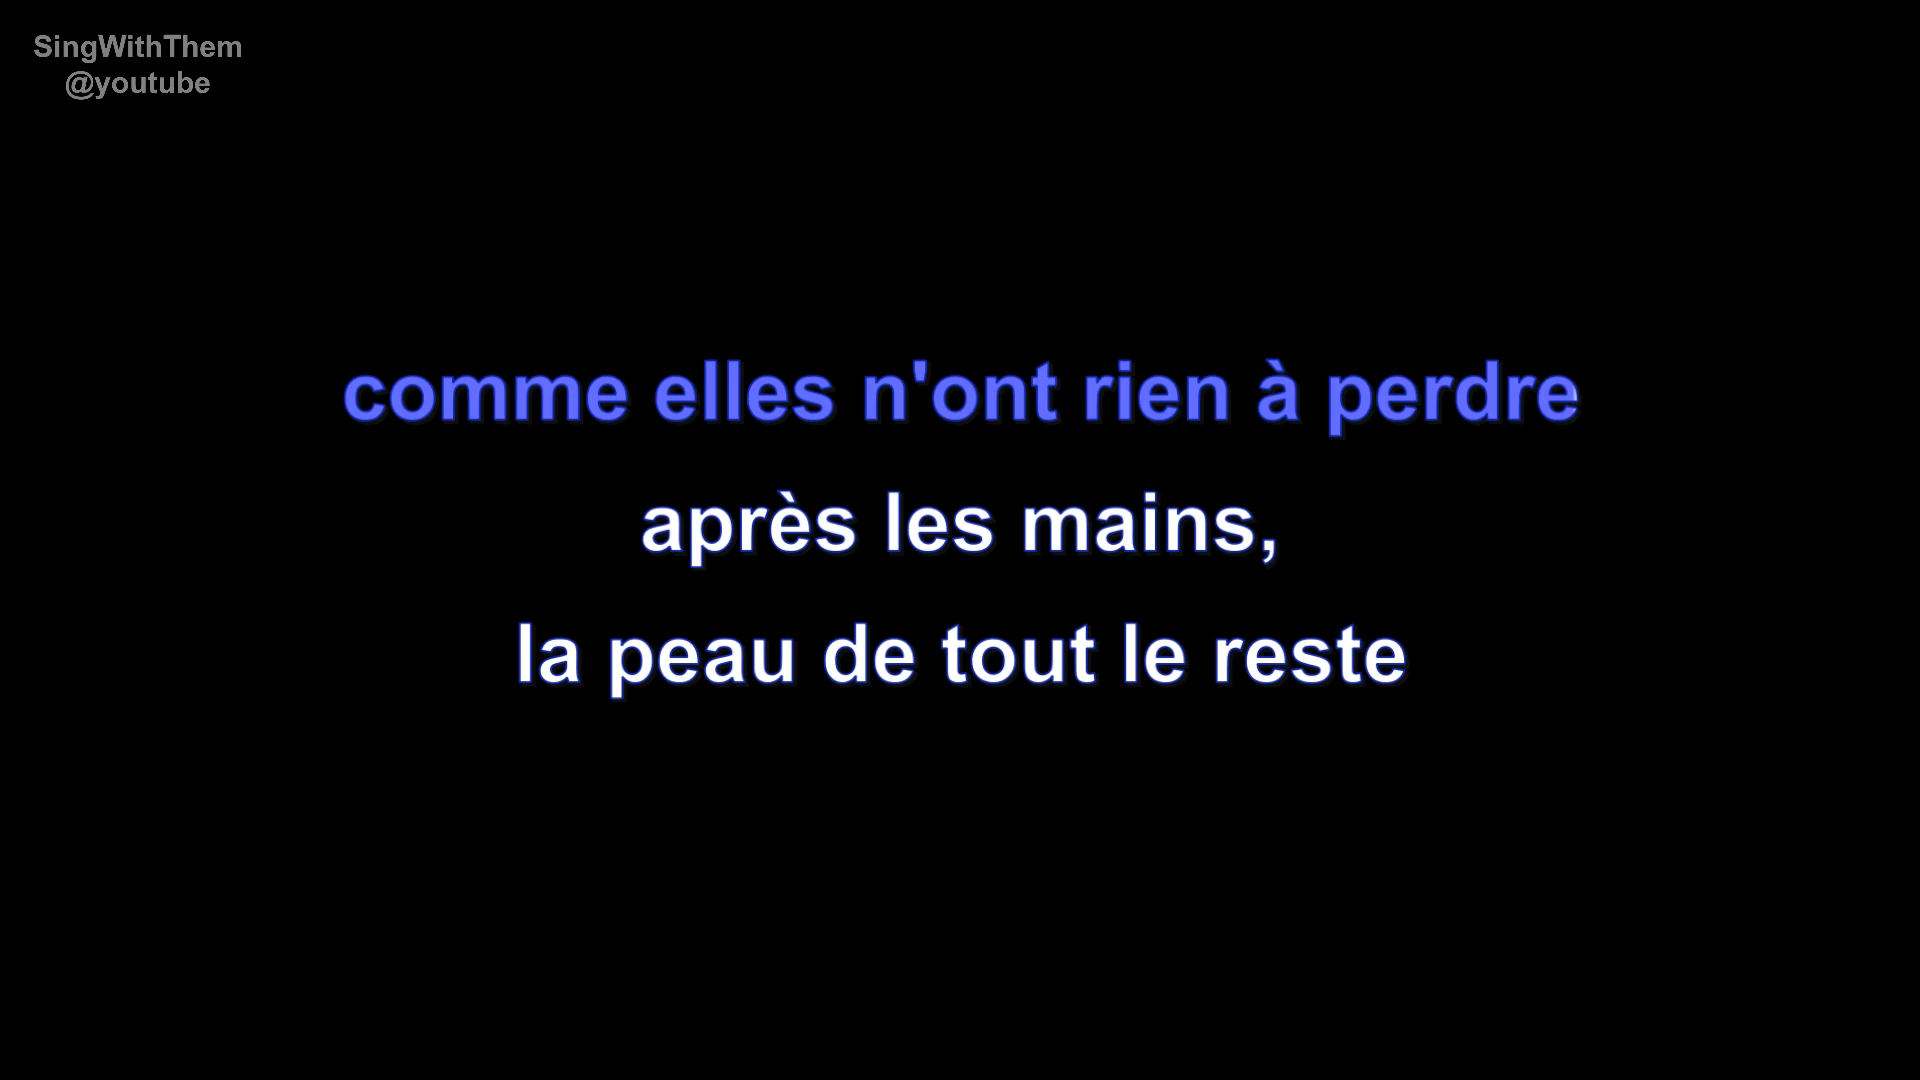 SingWithThem
@youtube
comme elles n'ont rien à perdre
après les mains,
la peau de tout le reste